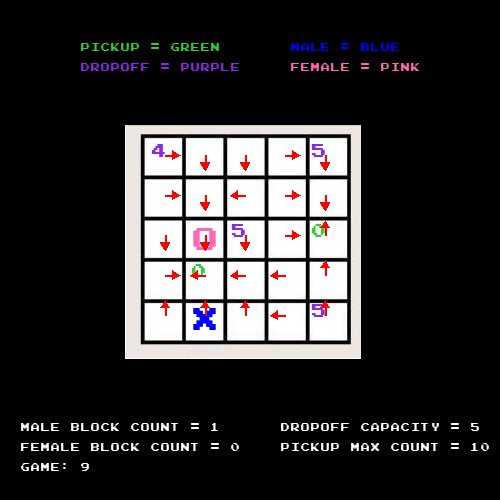 PICKUP = GREEN MALE = BLUE
DROPOFF = PURPLE FEMALE = PINK
4 5
0 5 0
0
X 5
MALE BLOCK COUNT = 1 DROPOFF CAPACITY = 5
FEMALE BLOCK COUNT = 0 PICKUP MAX COUNT = 10
GAME: 9